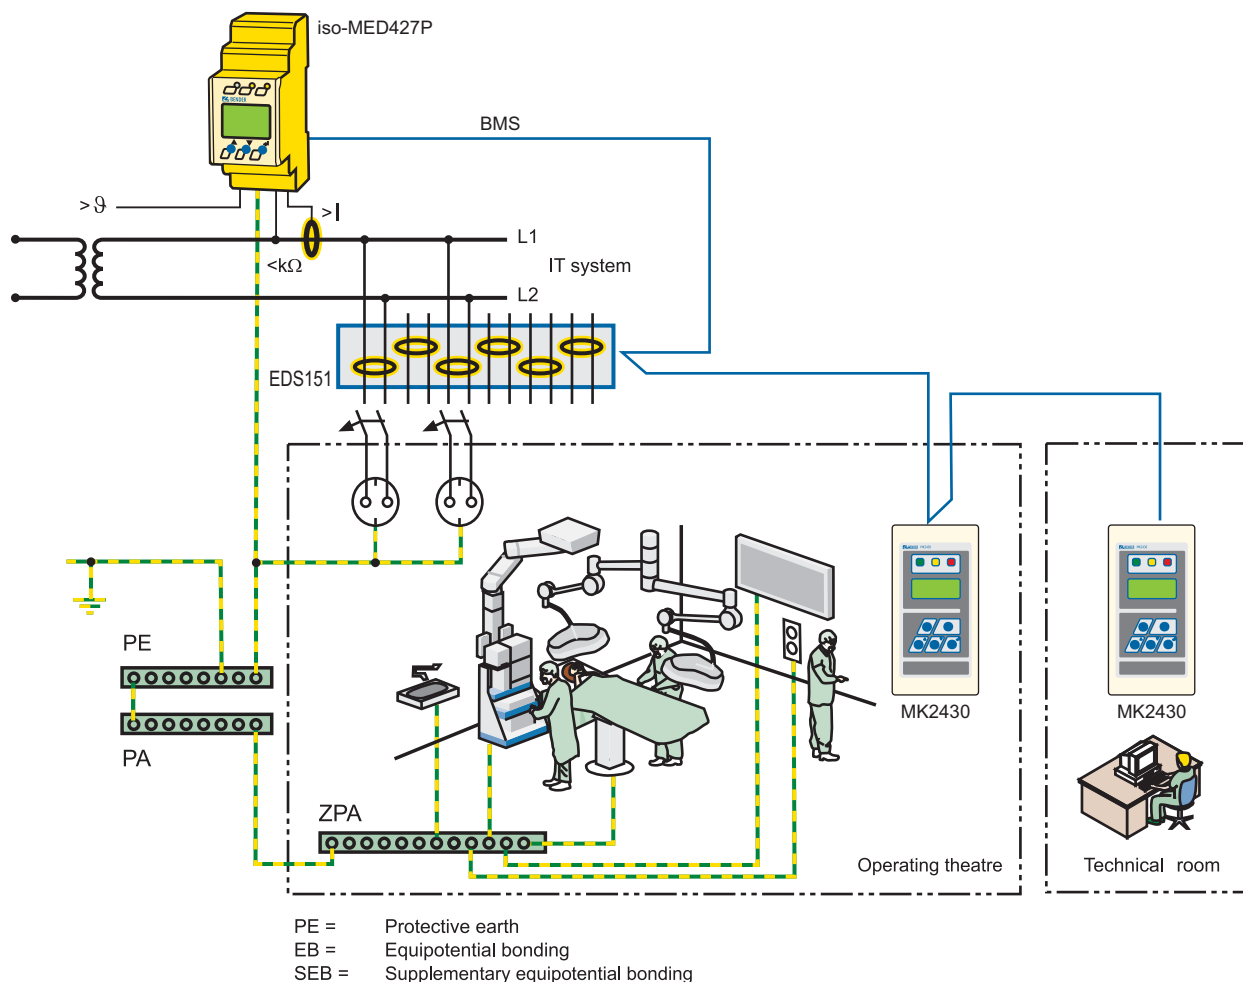 iso-MED427P
BENDER
BMS
>ϑ
>I
L1
<kΩ
IT system
L2
EDS151
PE
PA
MK2430
MK2430
ZPA
Operating theatre
Technical room
PE = Protective earth
EB = Equipotential bonding
SEB = Supplementary equipotential bonding